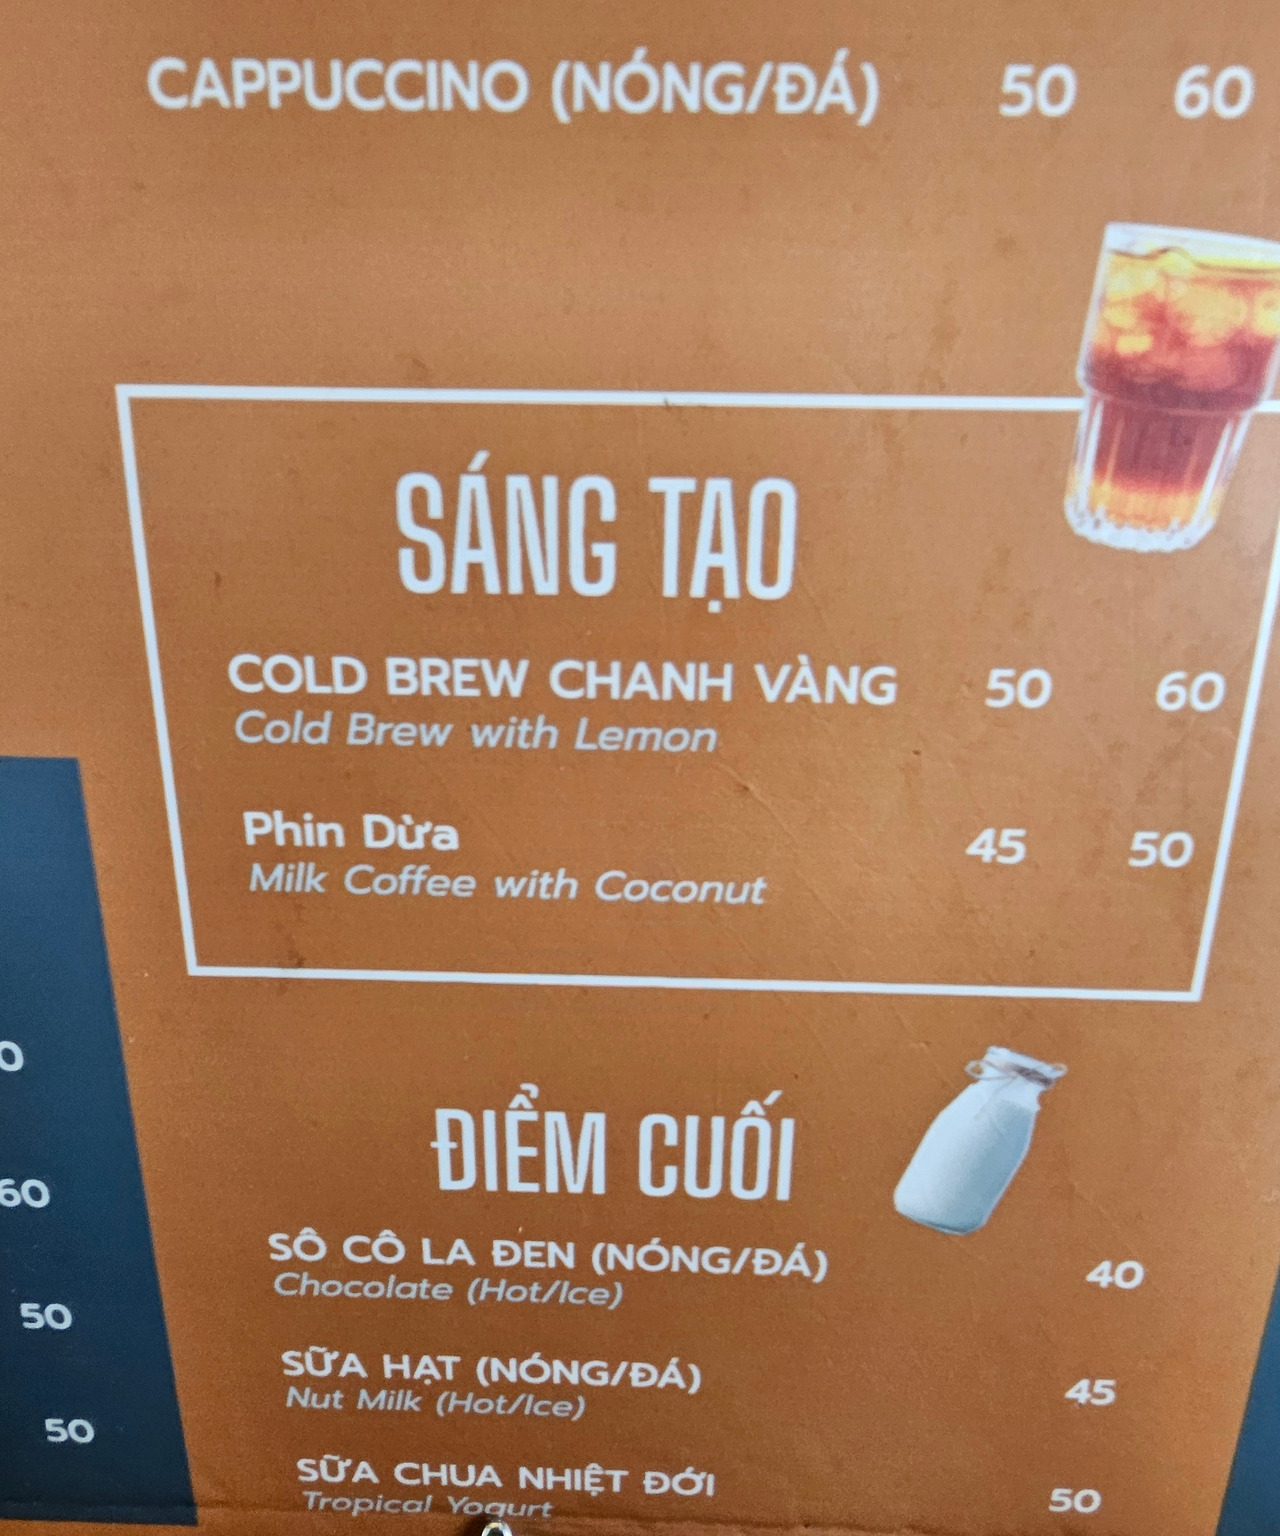 CAPPUCCINO (NÓNG/ĐÁ) 50 60
SÁNG TẠO
COLD BREW CHANH VÀNG 50 60
Cold Brew with Lemon
Phin Dừa 45 50
Milk Coffee with Coconut
ĐIỂM CUỐI
SÔ CÔ LA ĐEN (NÓNG/ĐÁ) 40
Chocolate (Hot/Ice)
SỮA HẠT (NÓNG/ĐÁ) 45
Nut Milk (Hot/Ice)
SỮA CHUA NHIỆT ĐỚI 50
Tropical Yogurt
60
50
50